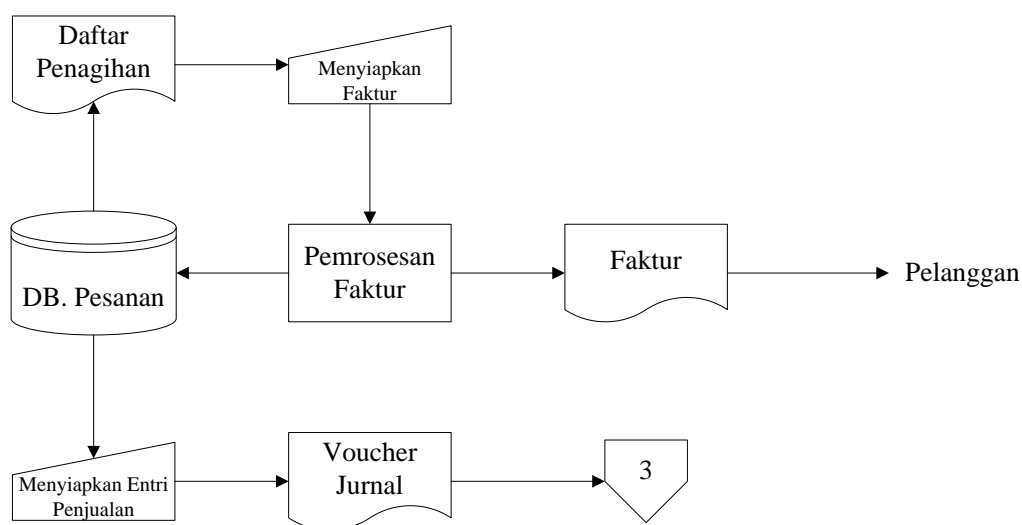 Daftar
Penagihan
Menyiapkan
Faktur
DB. Pesanan
Pemrosesan
Faktur
Faktur
Pelanggan
Menyiapkan Entri
Penjualan
Voucher
Jurnal
3